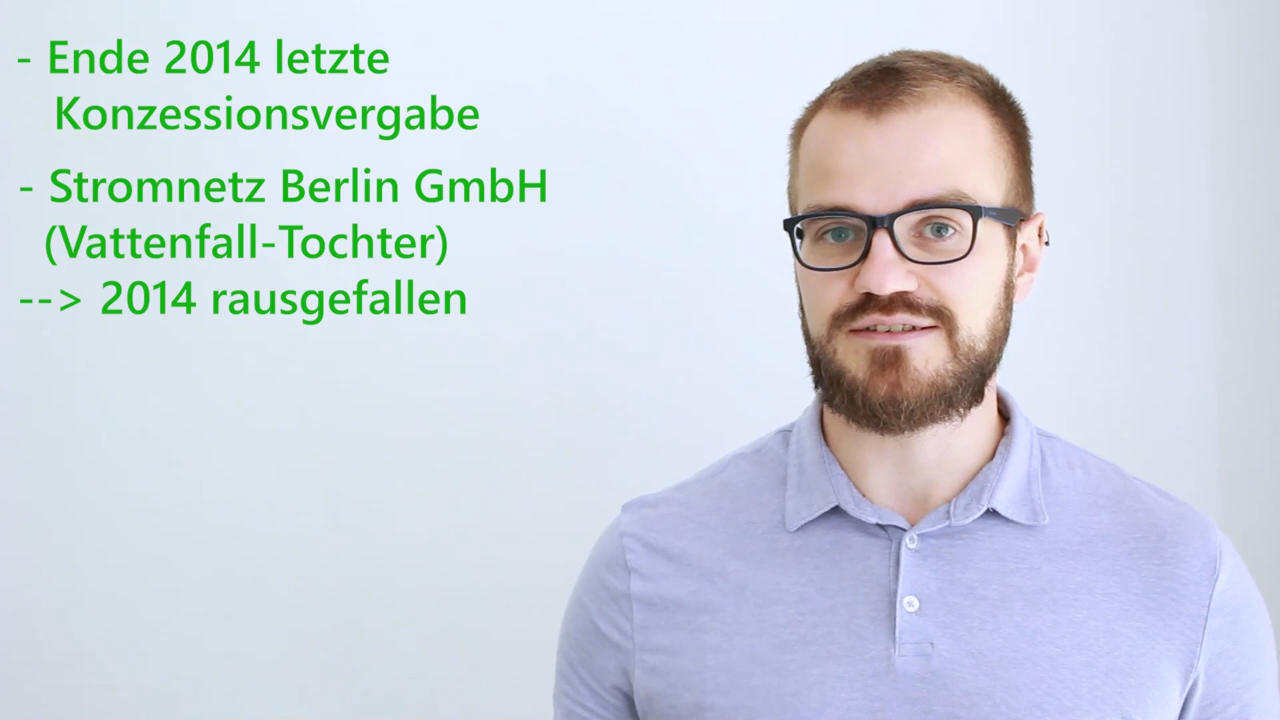 - Ende 2014 letzte
Konzessionsvergabe
- Stromnetz Berlin GmbH
(Vattenfall-Tochter)
--> 2014 rausgefallen